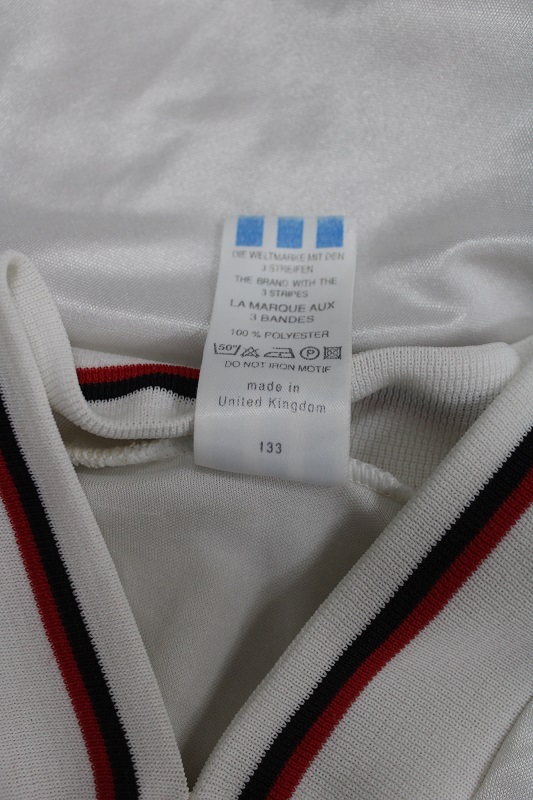 DIE WELTMARKE MIT DEN
3 STREIFEN
THE BRAND WITH THE
3 STRIPES
LA MARQUE AUX
3 BANDES
100 % POLYESTER
50° P
DO NOT IRON MOTIF
made in
United Kingdom
133